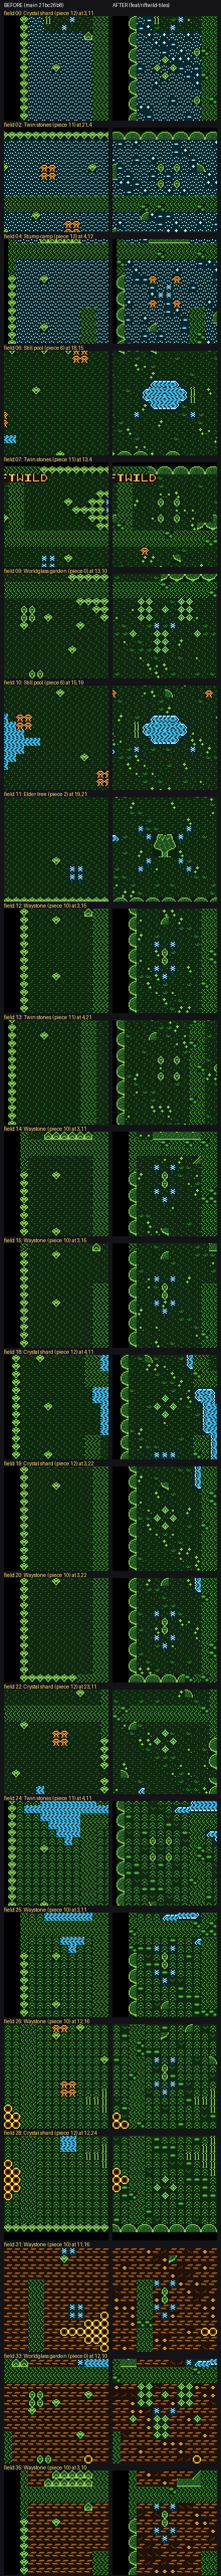 BEFORE (main 21bc26b8)
AFTER (feat/riftwild-tiles)
field 00: Crystal shard (piece 12) at 3,11
field 03: Twin stones (piece 11) at 21,4
field 04: Stump camp (piece 13) at 4,12
field 06: Still pool (piece 6) at 18,15
field 07: Twin stones (piece 11) at 13,4
FTWILD
FTWILD
field 09: Worldglass garden (piece 0) at 13,10
field 10: Still pool (piece 6) at 15,19
field 11: Elder tree (piece 2) at 19,21
field 12: Waystone (piece 10) at 3,15
field 13: Twin stones (piece 11) at 4,21
field 14: Waystone (piece 10) at 3,11
field 15: Waystone (piece 10) at 3,15
field 18: Crystal shard (piece 12) at 4,11
field 19: Crystal shard (piece 12) at 3,22
field 20: Waystone (piece 10) at 3,22
field 22: Crystal shard (piece 12) at 23,11
field 24: Twin stones (piece 11) at 4,11
field 25: Waystone (piece 10) at 3,11
field 26: Waystone (piece 10) at 12,16
field 28: Crystal shard (piece 12) at 12,24
field 31: Waystone (piece 10) at 11,16
field 33: Worldglass garden (piece 0) at 12,10
field 35: Waystone (piece 10) at 3,10